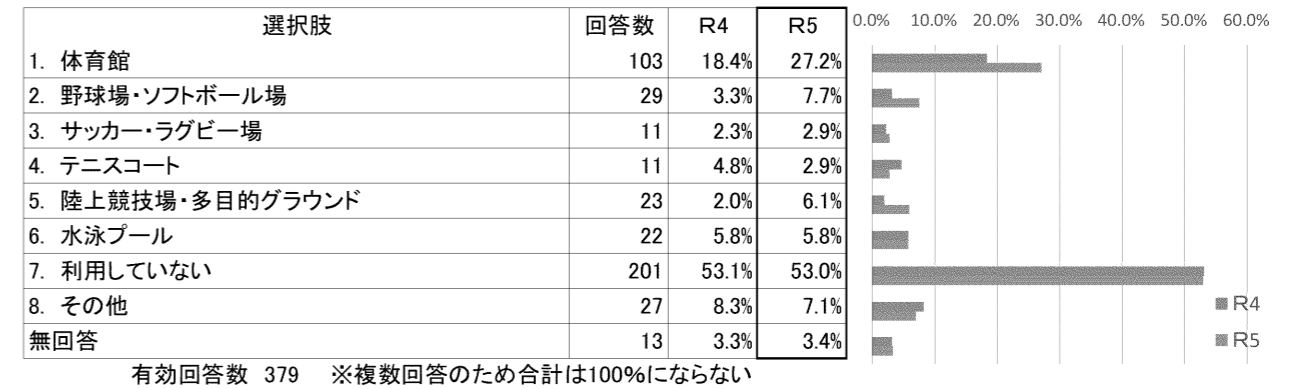 選択肢 回答数 R4 R5
1. 体育館 103 18.4% 27.2%
2. 野球場・ソフトボール場 29 3.3% 7.7%
3. サッカー・ラグビー場 11 2.3% 2.9%
4. テニスコート 11 4.8% 2.9%
5. 陸上競技場・多目的グラウンド 23 2.0% 6.1%
6. 水泳プール 22 5.8% 5.8%
7. 利用していない 201 53.1% 53.0%
8. その他 27 8.3% 7.1%
無回答 13 3.3% 3.4%
有効回答数 379 ※複数回答のため合計は100%にならない
0.0% 10.0% 20.0% 30.0% 40.0% 50.0% 60.0%
R4
R5